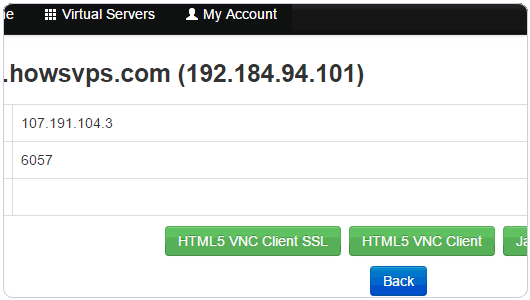 ne Virtual Servers My Account
.howsvps.com (192.184.94.101)
107.191.104.3
6057
HTML5 VNC Client SSL HTML5 VNC Client Ja
Back